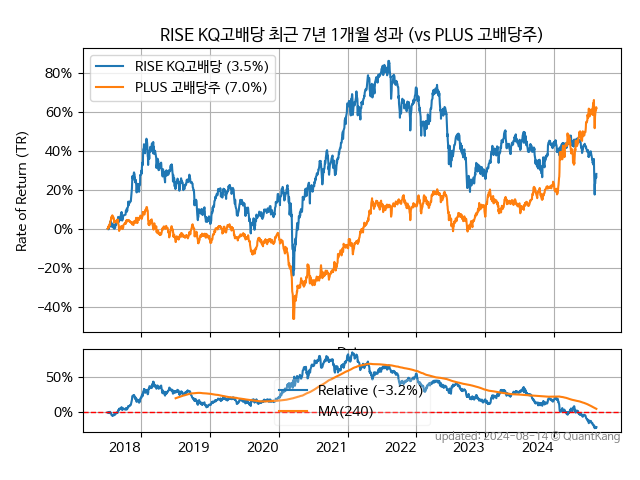 RISE KQ고배당 최근 7년 1개월 성과 (vs PLUS 고배당주)
Rate of Return (TR)
RISE KQ고배당 (3.5%)
PLUS 고배당주 (7.0%)
80%
60%
40%
20%
0%
−20%
−40%
50%
0%
Relative (−3.2%)
MA(240)
2018 2019 2020 2021 2022 2023 2024
updated: 2024-08-14 © QuantKang